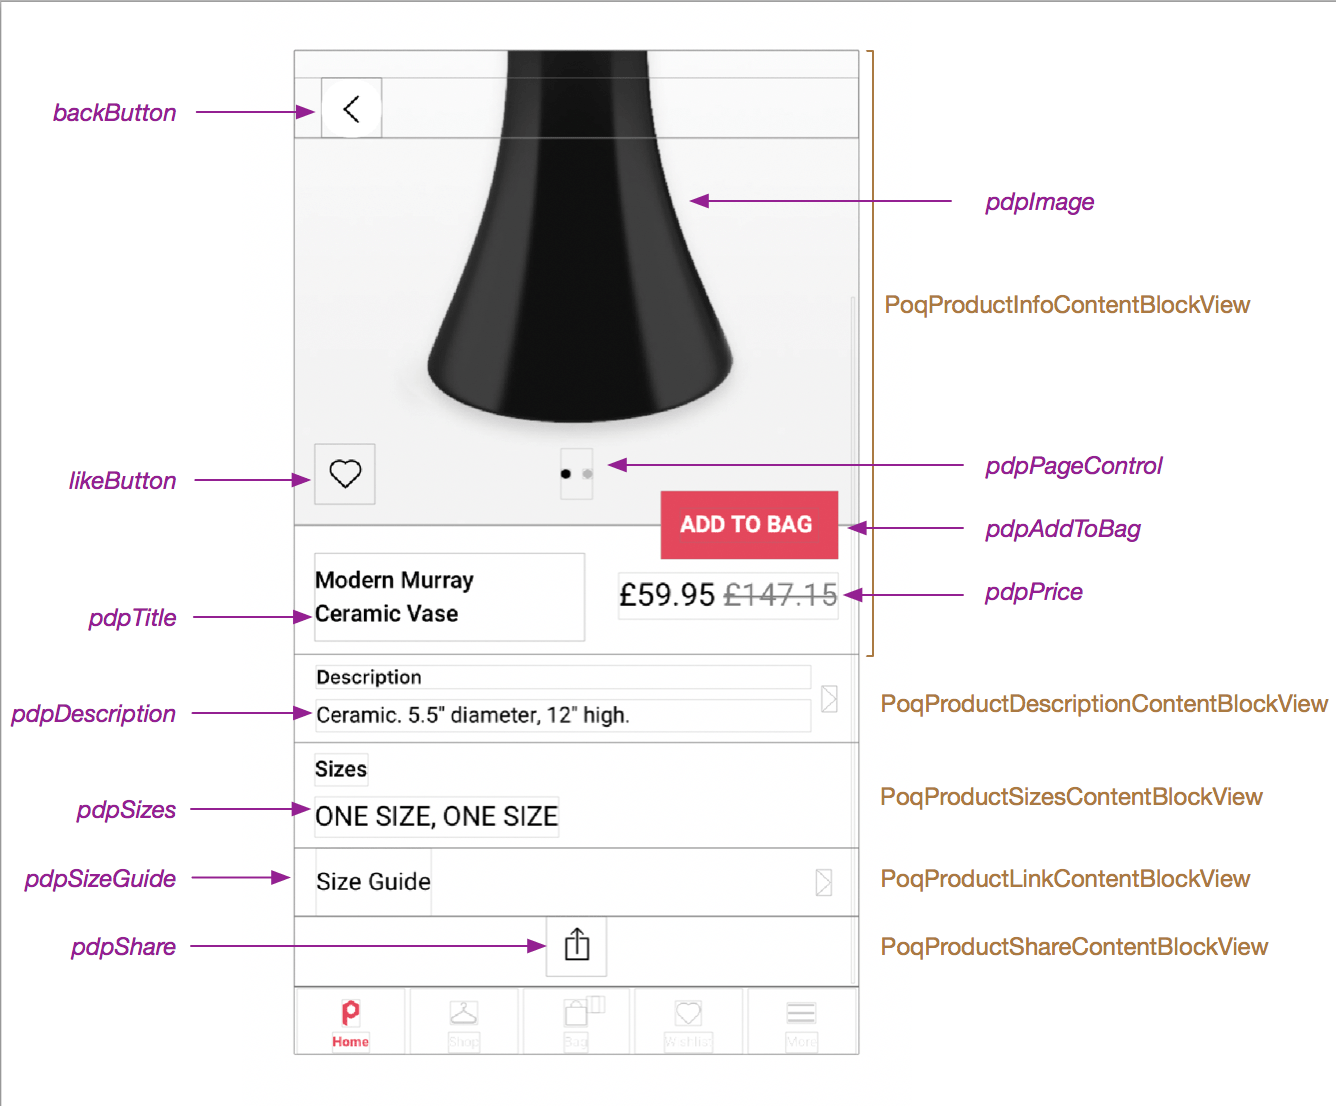 backButton
pdpImage
PoqProductInfoContentBlockView
likeButton
pdpPageControl
ADD TO BAG
pdpAddToBag
Modern Murray
Ceramic Vase
£59.95 £147.15
pdpPrice
pdpTitle
Description
pdpDescription
Ceramic. 5.5" diameter, 12" high.
PoqProductDescriptionContentBlockView
Sizes
pdpSizes
ONE SIZE, ONE SIZE
PoqProductSizesContentBlockView
pdpSizeGuide
Size Guide
PoqProductLinkContentBlockView
pdpShare
PoqProductShareContentBlockView
Home
Shop
Bag
Wishlist
More